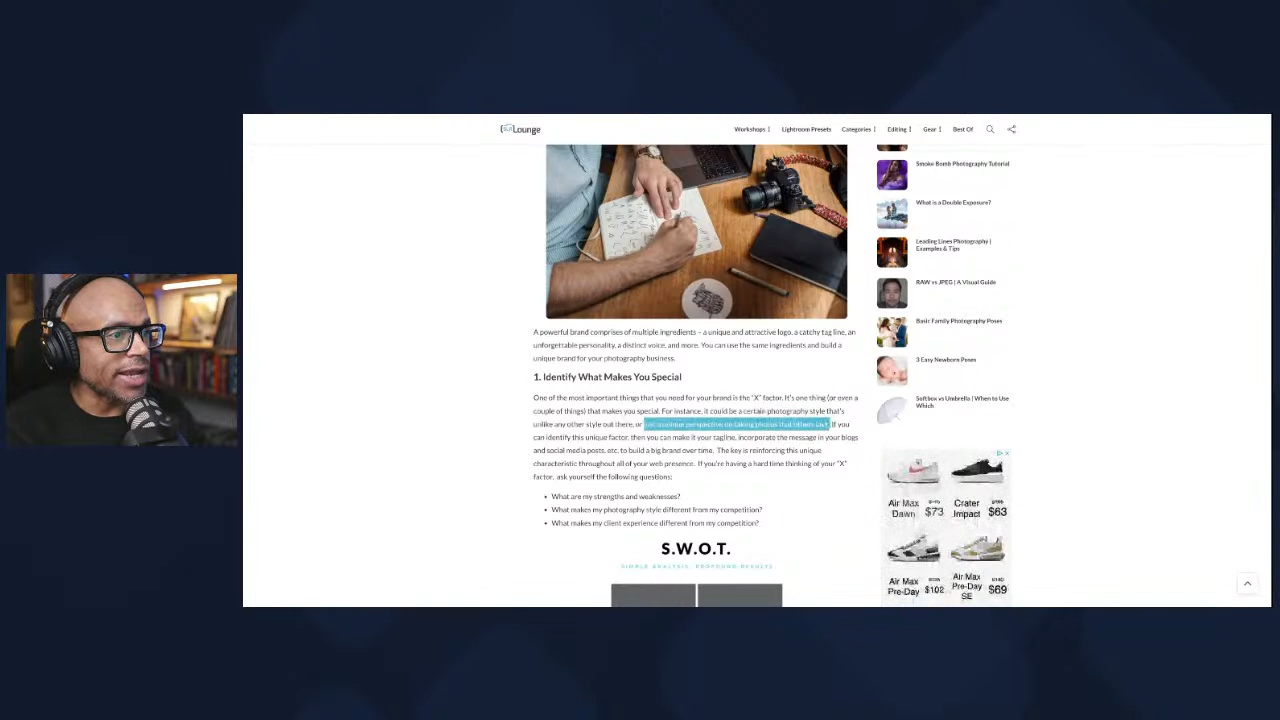 Lounge
Workshops
Lightroom Presets
Categories
Editing
Gear
Best Of
A powerful brand comprises of multiple ingredients – a unique and attractive logo, a catchy tag line, an
unforgettable personality, a distinct voice, and more. You can use the same ingredients and build a
unique brand for your photography business.
1. Identify What Makes You Special
One of the most important things that you need for your brand is the "X" factor. It's one thing (or even a
couple of things) that makes you special. For instance, it could be a certain photography style that's
unlike any other style out there, or just a unique perspective on taking photos that others lack. If you
can identify this unique factor, then you can make it your tagline, incorporate the message in your blogs
and social media posts, etc. to build a big brand over time. The key is reinforcing this unique
characteristic throughout all of your web presence. If you're having a hard time thinking of your "X"
factor, ask yourself the following questions:
• What are my strengths and weaknesses?
• What makes my photography style different from my competition?
• What makes my client experience different from my competition?
S.W.O.T.
SIMPLE ANALYSIS, PROFOUND RESULTS
Smoke Bomb Photography Tutorial
What is a Double Exposure?
Leading Lines Photography |
Examples & Tips
RAW vs JPEG | A Visual Guide
Basic Family Photography Poses
3 Easy Newborn Poses
Softbox vs Umbrella | When to Use
Which
Air Max
Dawn
$73
Crater
Impact
$63
Air Max
Pre-Day
$102
Air Max
Pre-Day
SE
$69